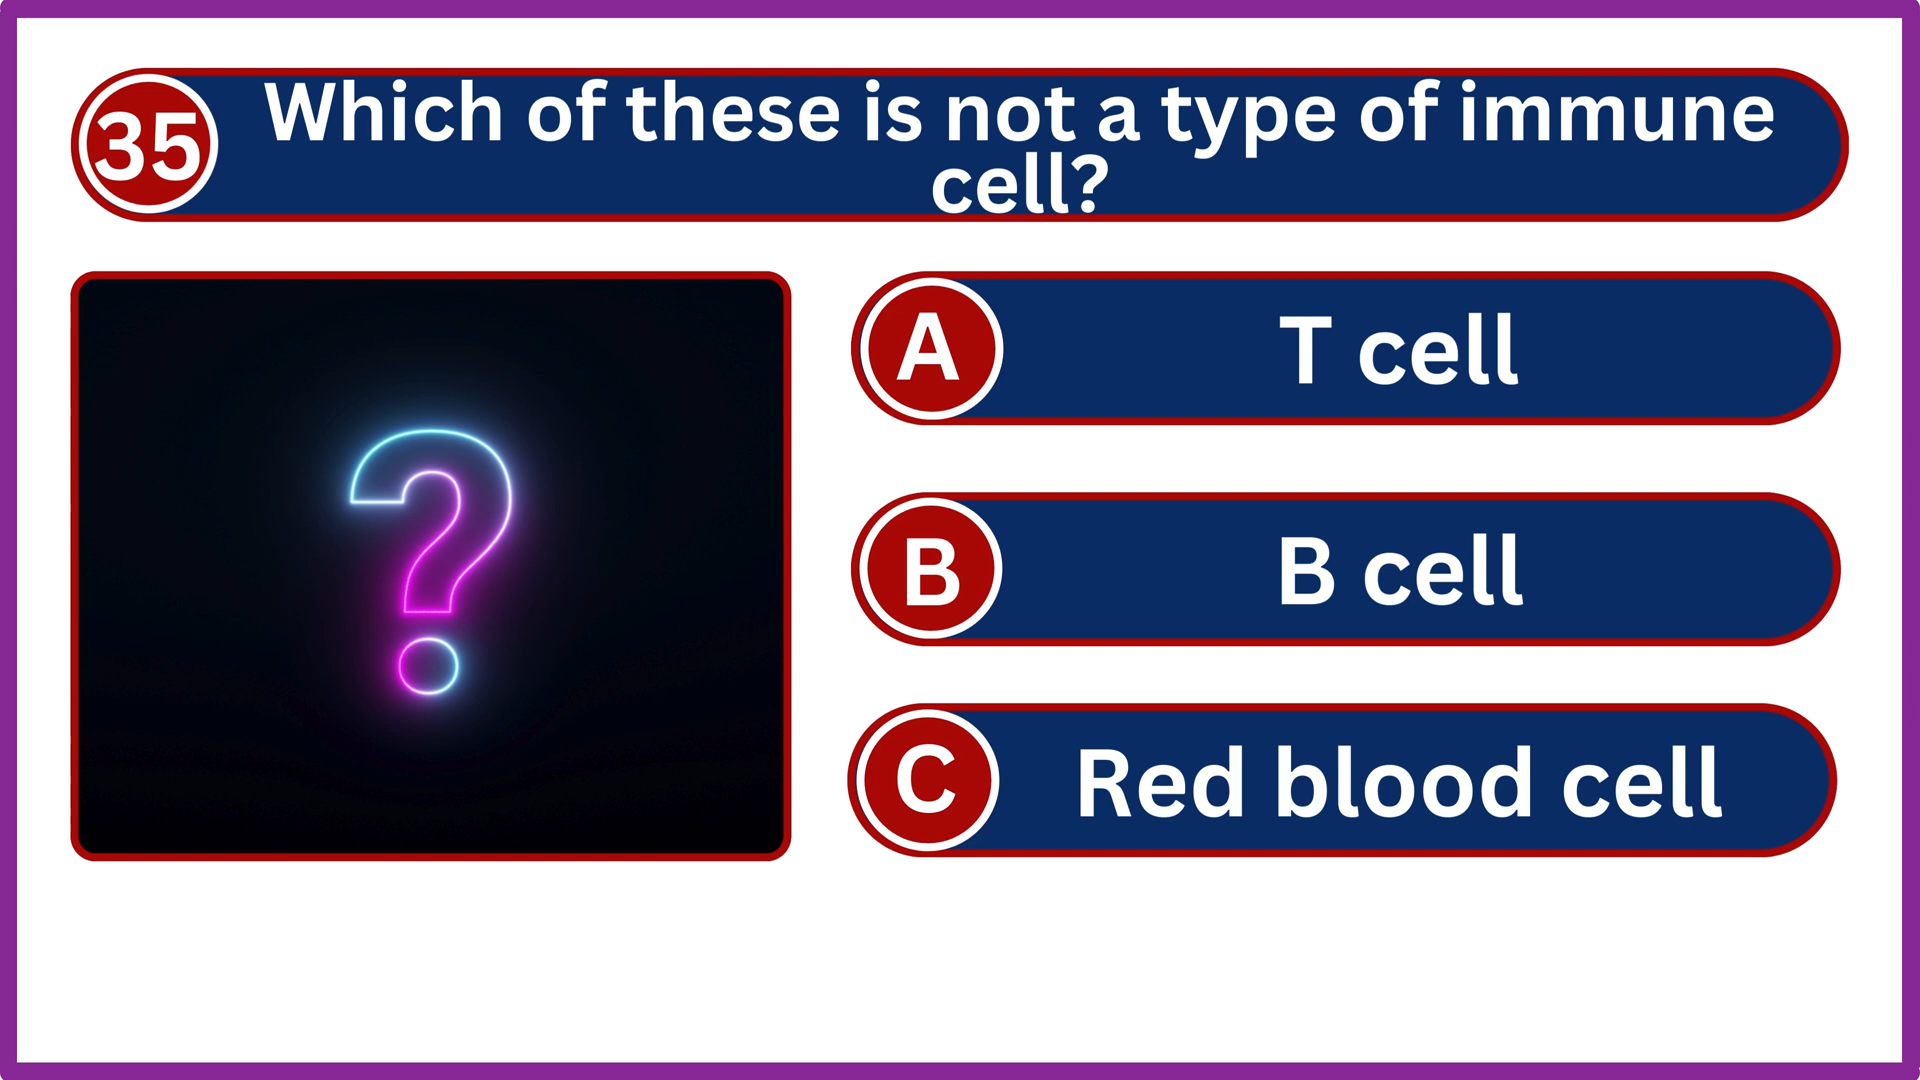 35
Which of these is not a type of immune
cell?
?
A
T cell
B
B cell
C
Red blood cell